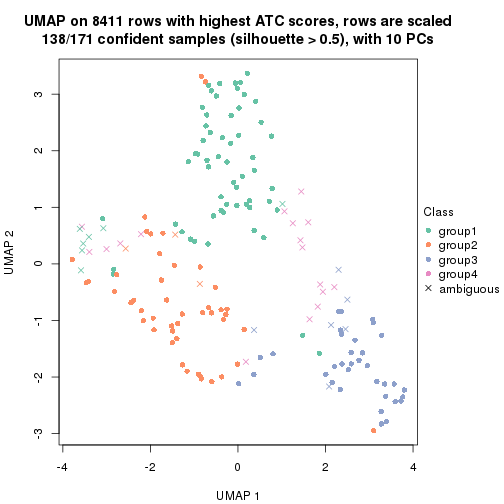 UMAP on 8411 rows with highest ATC scores, rows are scaled
138/171 confident samples (silhouette > 0.5), with 10 PCs
3
2
1
0
-1
-2
-3
UMAP 2
-4
-2
0
2
4
UMAP 1
Class
group1
group2
group3
group4
ambiguous